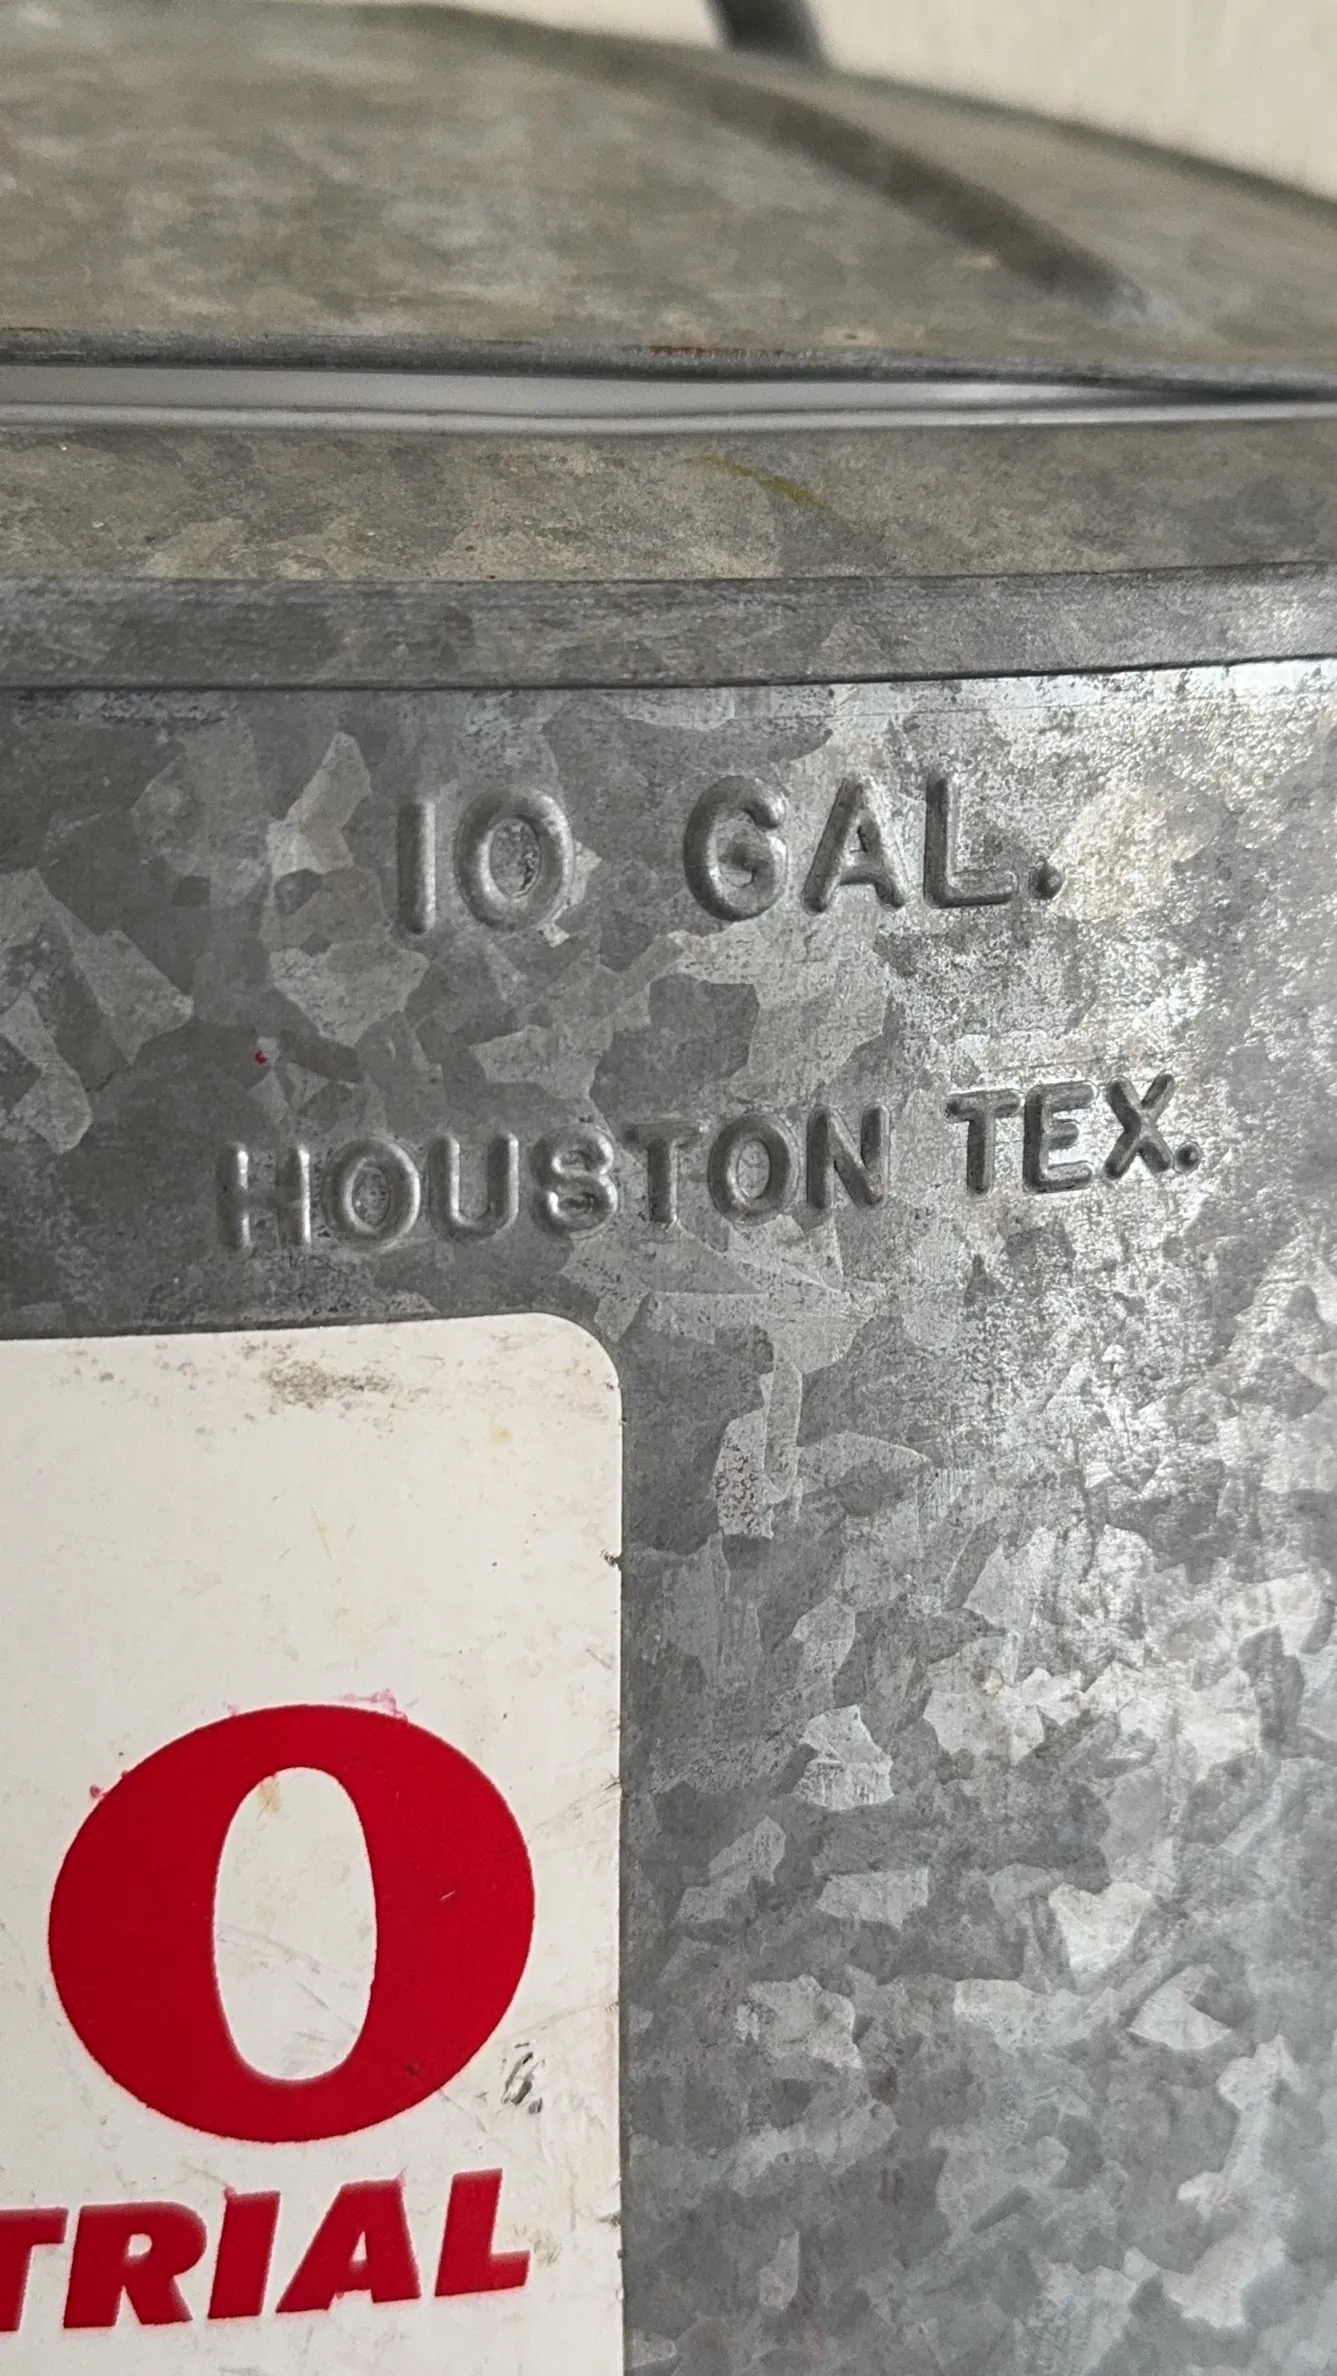 10 GAL.
HOUSTON TEX.
O
TRIAL